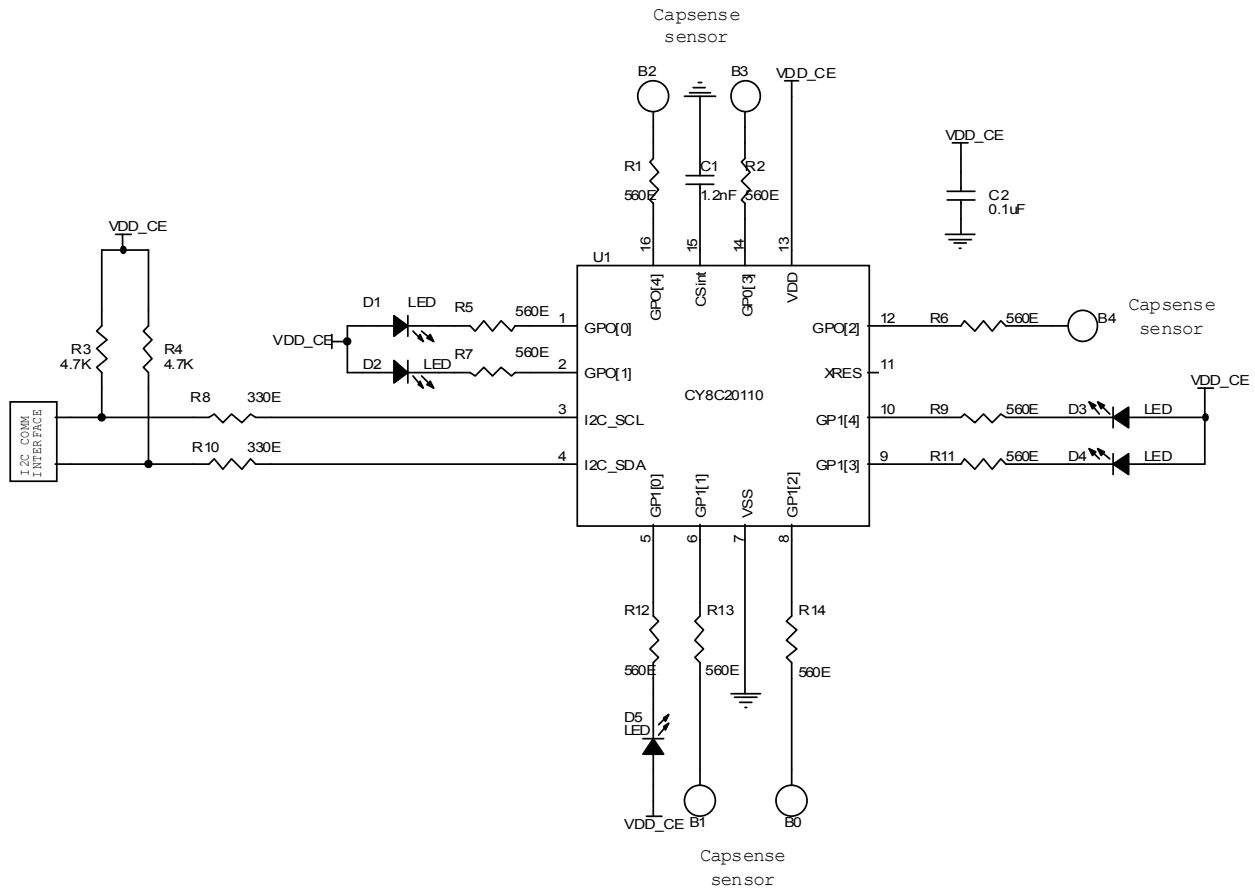 Capsense
sensor
B2
B3
VDD_CE
R1
560E
C1
1.2nF
R2
560E
VDD_CE
C2
0.1uF
VDD_CE
16
15
14
13
U1
GPO[4]
CSint
GP0[3]
VDD
D1
LED
R5
560E
1
GPO[0]
GPO[2]
12
R6
560E
B4
Capsense
sensor
VDD_CE
D2
LED
R7
560E
2
GPO[1]
XRES
11
R3
4.7K
R4
4.7K
CY8C20110
VDD_CE
R8
330E
3
I2C_SCL
GP1[4]
10
R9
560E
D3
LED
I2C COMM
INTERFACE
R10
330E
4
I2C_SDA
GP1[3]
9
R11
560E
D4
LED
GP1[0]
GP1[1]
VSS
GP1[2]
5
6
7
8
R12
560E
R13
560E
R14
560E
D5
LED
VDD_CE
B1
B0
Capsense
sensor